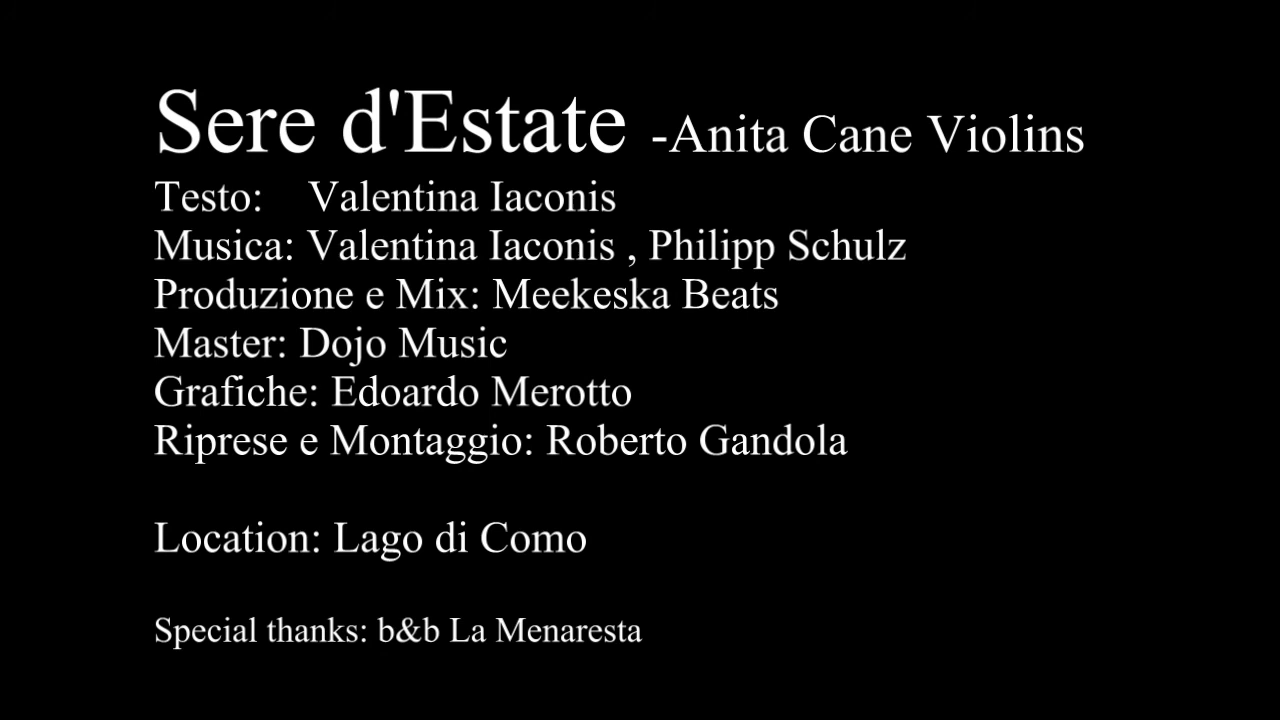 Sere d'Estate -Anita Cane Violins
Testo: Valentina Iaconis
Musica: Valentina Iaconis , Philipp Schulz
Produzione e Mix: Meekeska Beats
Master: Dojo Music
Grafiche: Edoardo Merotto
Riprese e Montaggio: Roberto Gandola
Location: Lago di Como
Special thanks: b&b La Menaresta